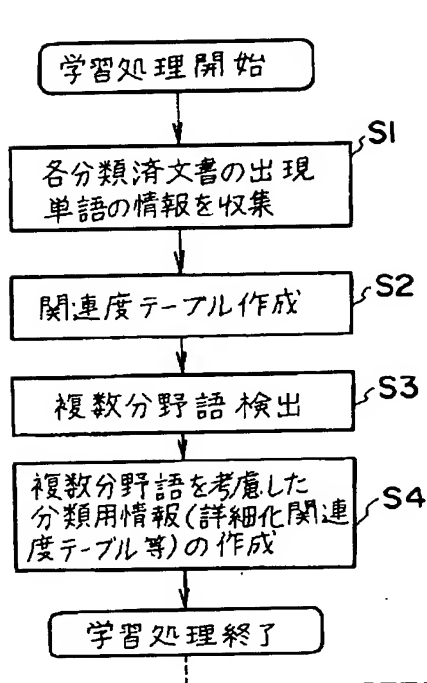 学習処理開始
S1
各分類済文書の出現
単語の情報を収集
S2
関連度テーブル作成
S3
複数分野語検出
S4
複数分野語を考慮した
分類用情報(詳細化関連
度テーブル等)の作成
学習処理終了